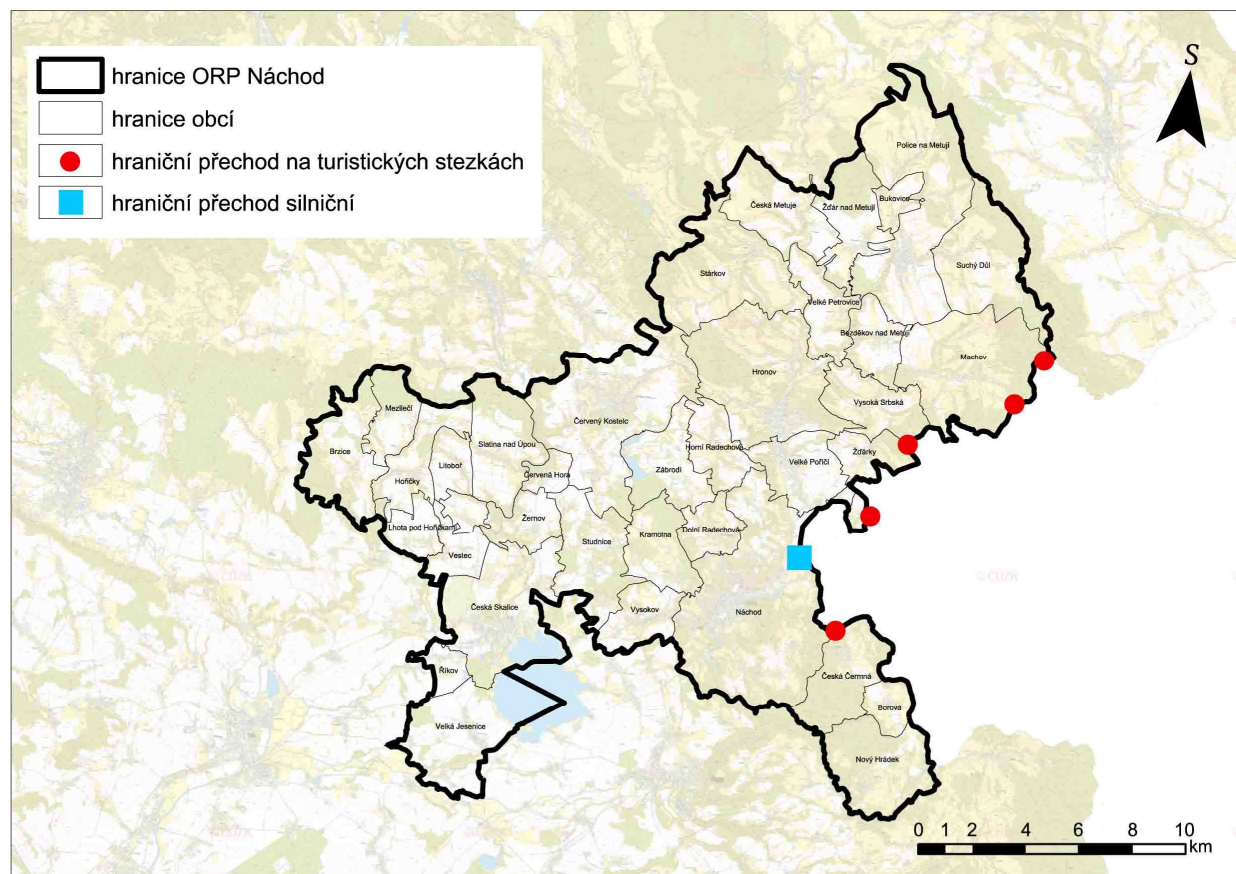 hranice ORP Náchod
hranice obcí
hraniční přechod na turistických stezkách
hraniční přechod silniční
S
Police na Metují
Česká Metuje
Žďár nad Metují
Bukovice
Stárkov
Suchý Důl
Velké Petrovice
Bezděkov nad Metují
Machov
Hronov
Vysoká Srbská
Meziléčí
Červený Kostelc
Brzice
Slatina nad Úpou
Horní Radechová
Žďárky
Litoboř
Velké Poříčí
Zábrodí
Červená Hora
Hořičky
Žernov
Lhota pod Hořičkami
Dolní Radechová
Kramolna
Studnice
Vestec
©ČÚZK
Česká Skalice
Vysokov
Náchod
Říkov
Česká Čermná
Borova
Velká Jesenice
Nový Hrádek
0 1 2 4 6 8 10
km